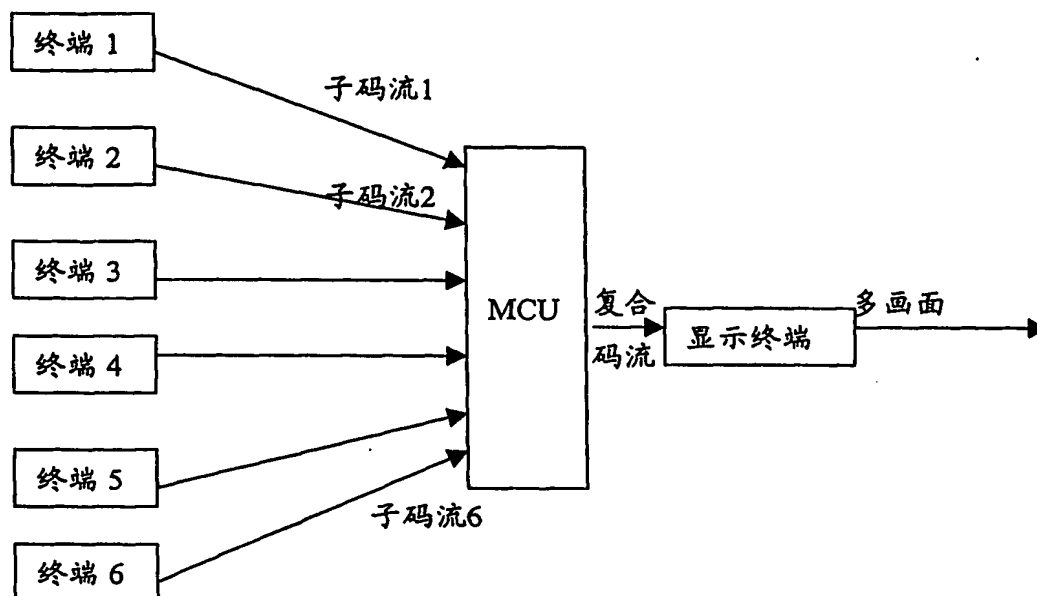 终端 1
子码流1
终端 2
子码流2
终端 3
终端 4
终端 5
终端 6
子码流6
MCU
复合
码流
显示终端
多画面